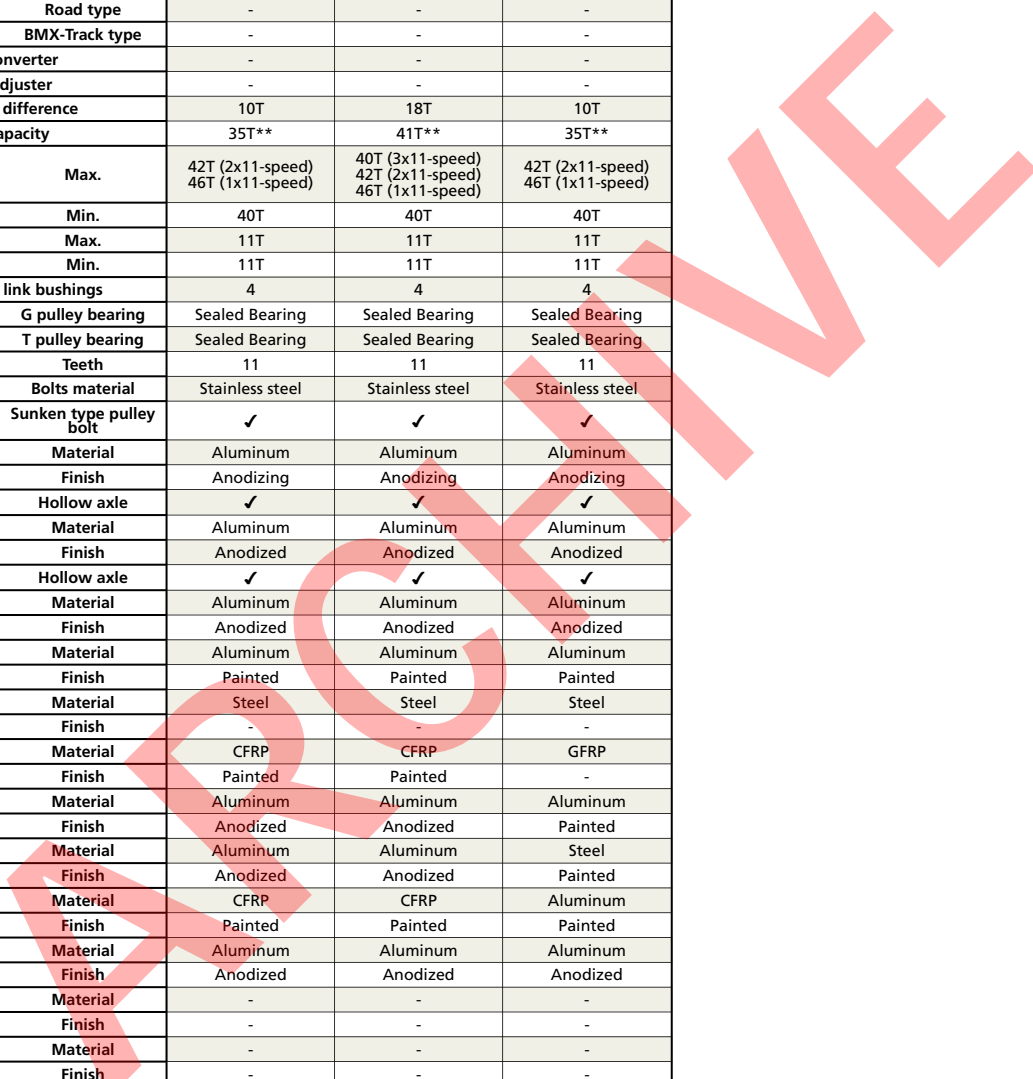 Road type - - -
BMX-Track type - - -
onverter - - -
djuster - - -
difference 10T 18T 10T
apacity 35T** 41T** 35T**
Max. 42T (2x11-speed) 46T (1x11-speed) 40T (3x11-speed) 42T (2x11-speed) 46T (1x11-speed) 42T (2x11-speed) 46T (1x11-speed)
Min. 40T 40T 40T
Max. 11T 11T 11T
Min. 11T 11T 11T
link bushings 4 4 4
G pulley bearing Sealed Bearing Sealed Bearing Sealed Bearing
T pulley bearing Sealed Bearing Sealed Bearing Sealed Bearing
Teeth 11 11 11
Bolts material Stainless steel Stainless steel Stainless steel
Sunken type pulley bolt ✓ ✓ ✓
Material Aluminum Aluminum Aluminum
Finish Anodizing Anodizing Anodizing
Hollow axle ✓ ✓ ✓
Material Aluminum Aluminum Aluminum
Finish Anodized Anodized Anodized
Hollow axle ✓ ✓ ✓
Material Aluminum Aluminum Aluminum
Finish Anodized Anodized Anodized
Material Aluminum Aluminum Aluminum
Finish Painted Painted Painted
Material Steel Steel Steel
Finish - - -
Material CFRP CFRP GFRP
Finish Painted Painted -
Material Aluminum Aluminum Aluminum
Finish Anodized Anodized Painted
Material Aluminum Aluminum Steel
Finish Anodized Anodized Painted
Material CFRP CFRP Aluminum
Finish Painted Painted Painted
Material Aluminum Aluminum Aluminum
Finish Anodized Anodized Anodized
Material - - -
Finish - - -
Material - - -
Finish - - -
ARCHIVE